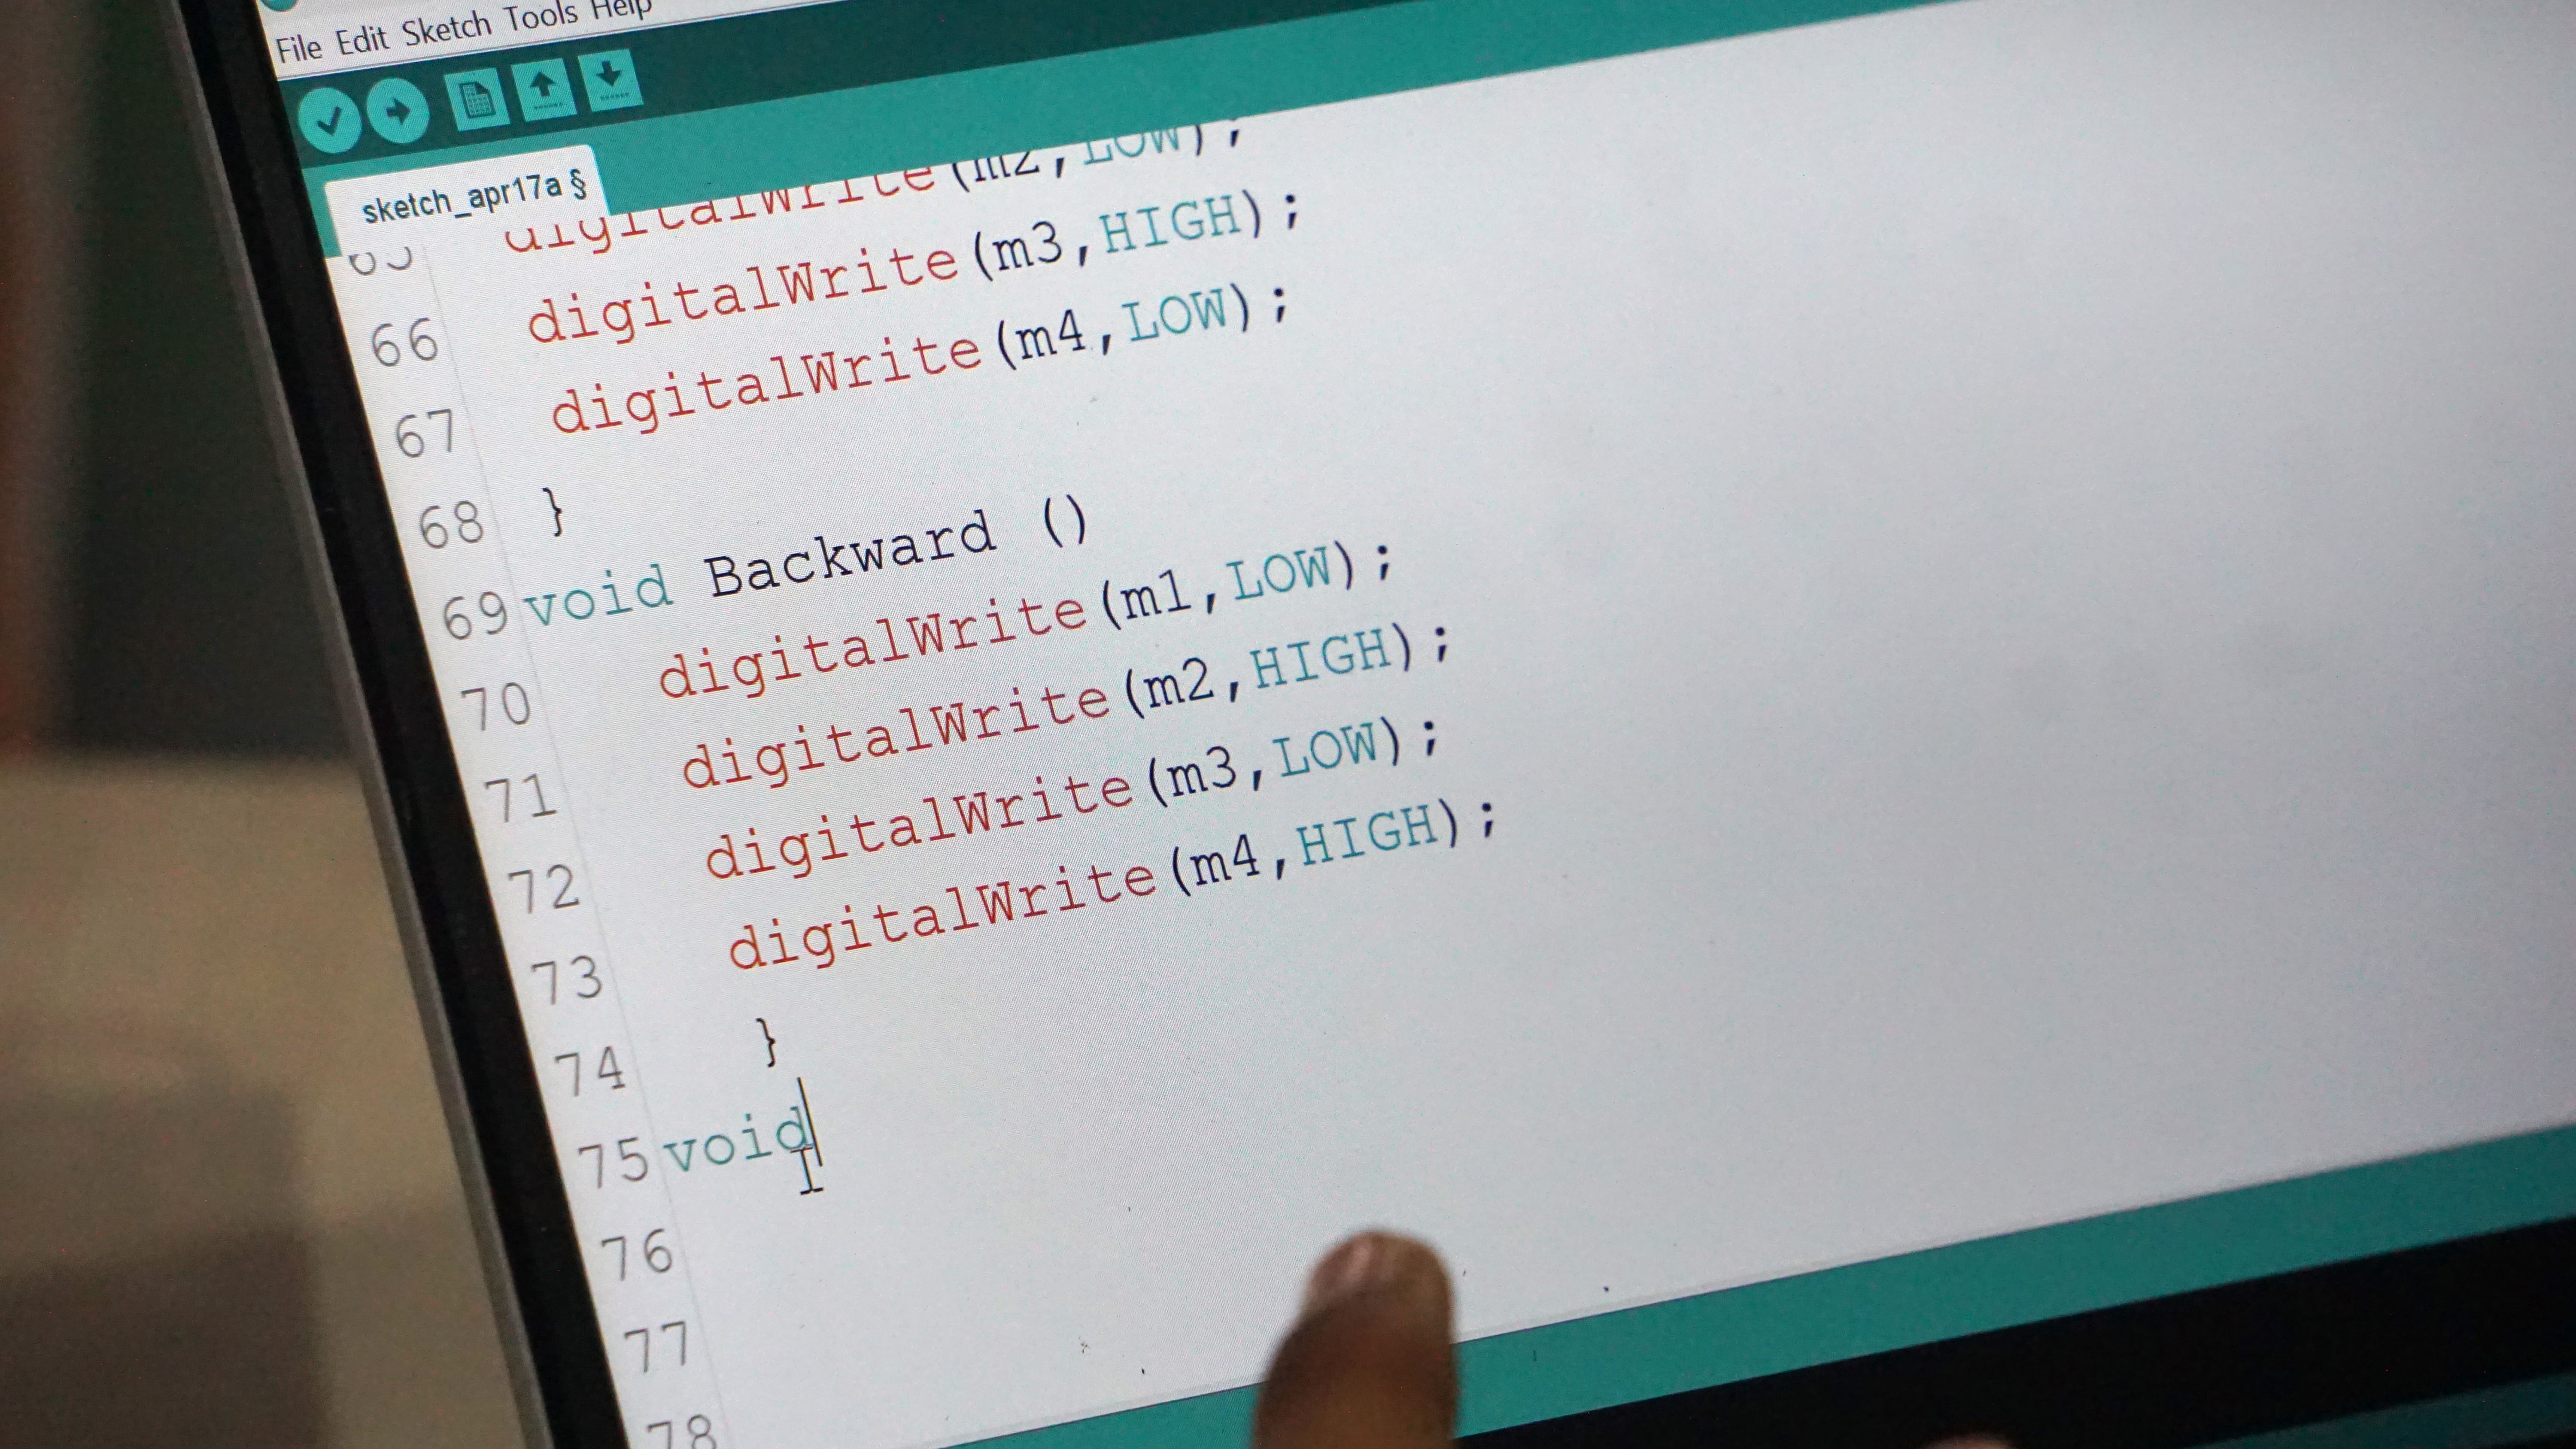 File Edit Sketch Tools Help
sketch_apr17a §
65 digitalWrite(m2,LOW);
66 digitalWrite(m3,HIGH);
67 digitalWrite(m4,LOW);
68 }
69 void Backward ()
70 digitalWrite(m1,LOW);
71 digitalWrite(m2,HIGH);
72 digitalWrite(m3,LOW);
73 digitalWrite(m4,HIGH);
74 }
75 void
76
77
78